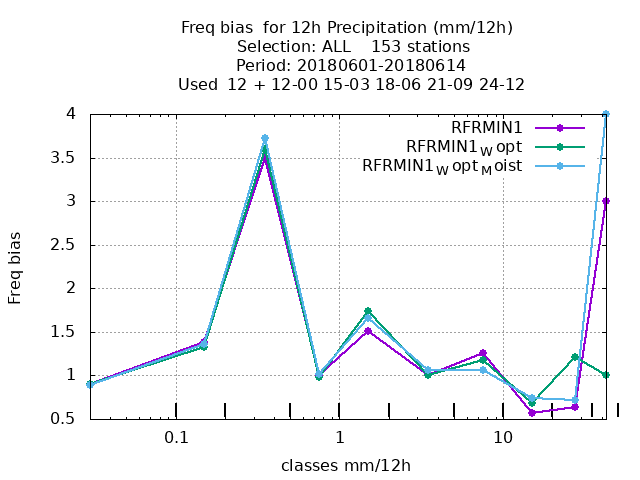 Freq bias  for 12h Precipitation (mm/12h)
Selection: ALL    153 stations
Period: 20180601-20180614
Used  12 + 12-00 15-03 18-06 21-09 24-12
RFRMIN1
RFRMIN1_W opt
RFRMIN1_W opt_M oist
4
3.5
3
2.5
2
1.5
1
0.5
Freq bias
0.1 1 10
classes mm/12h